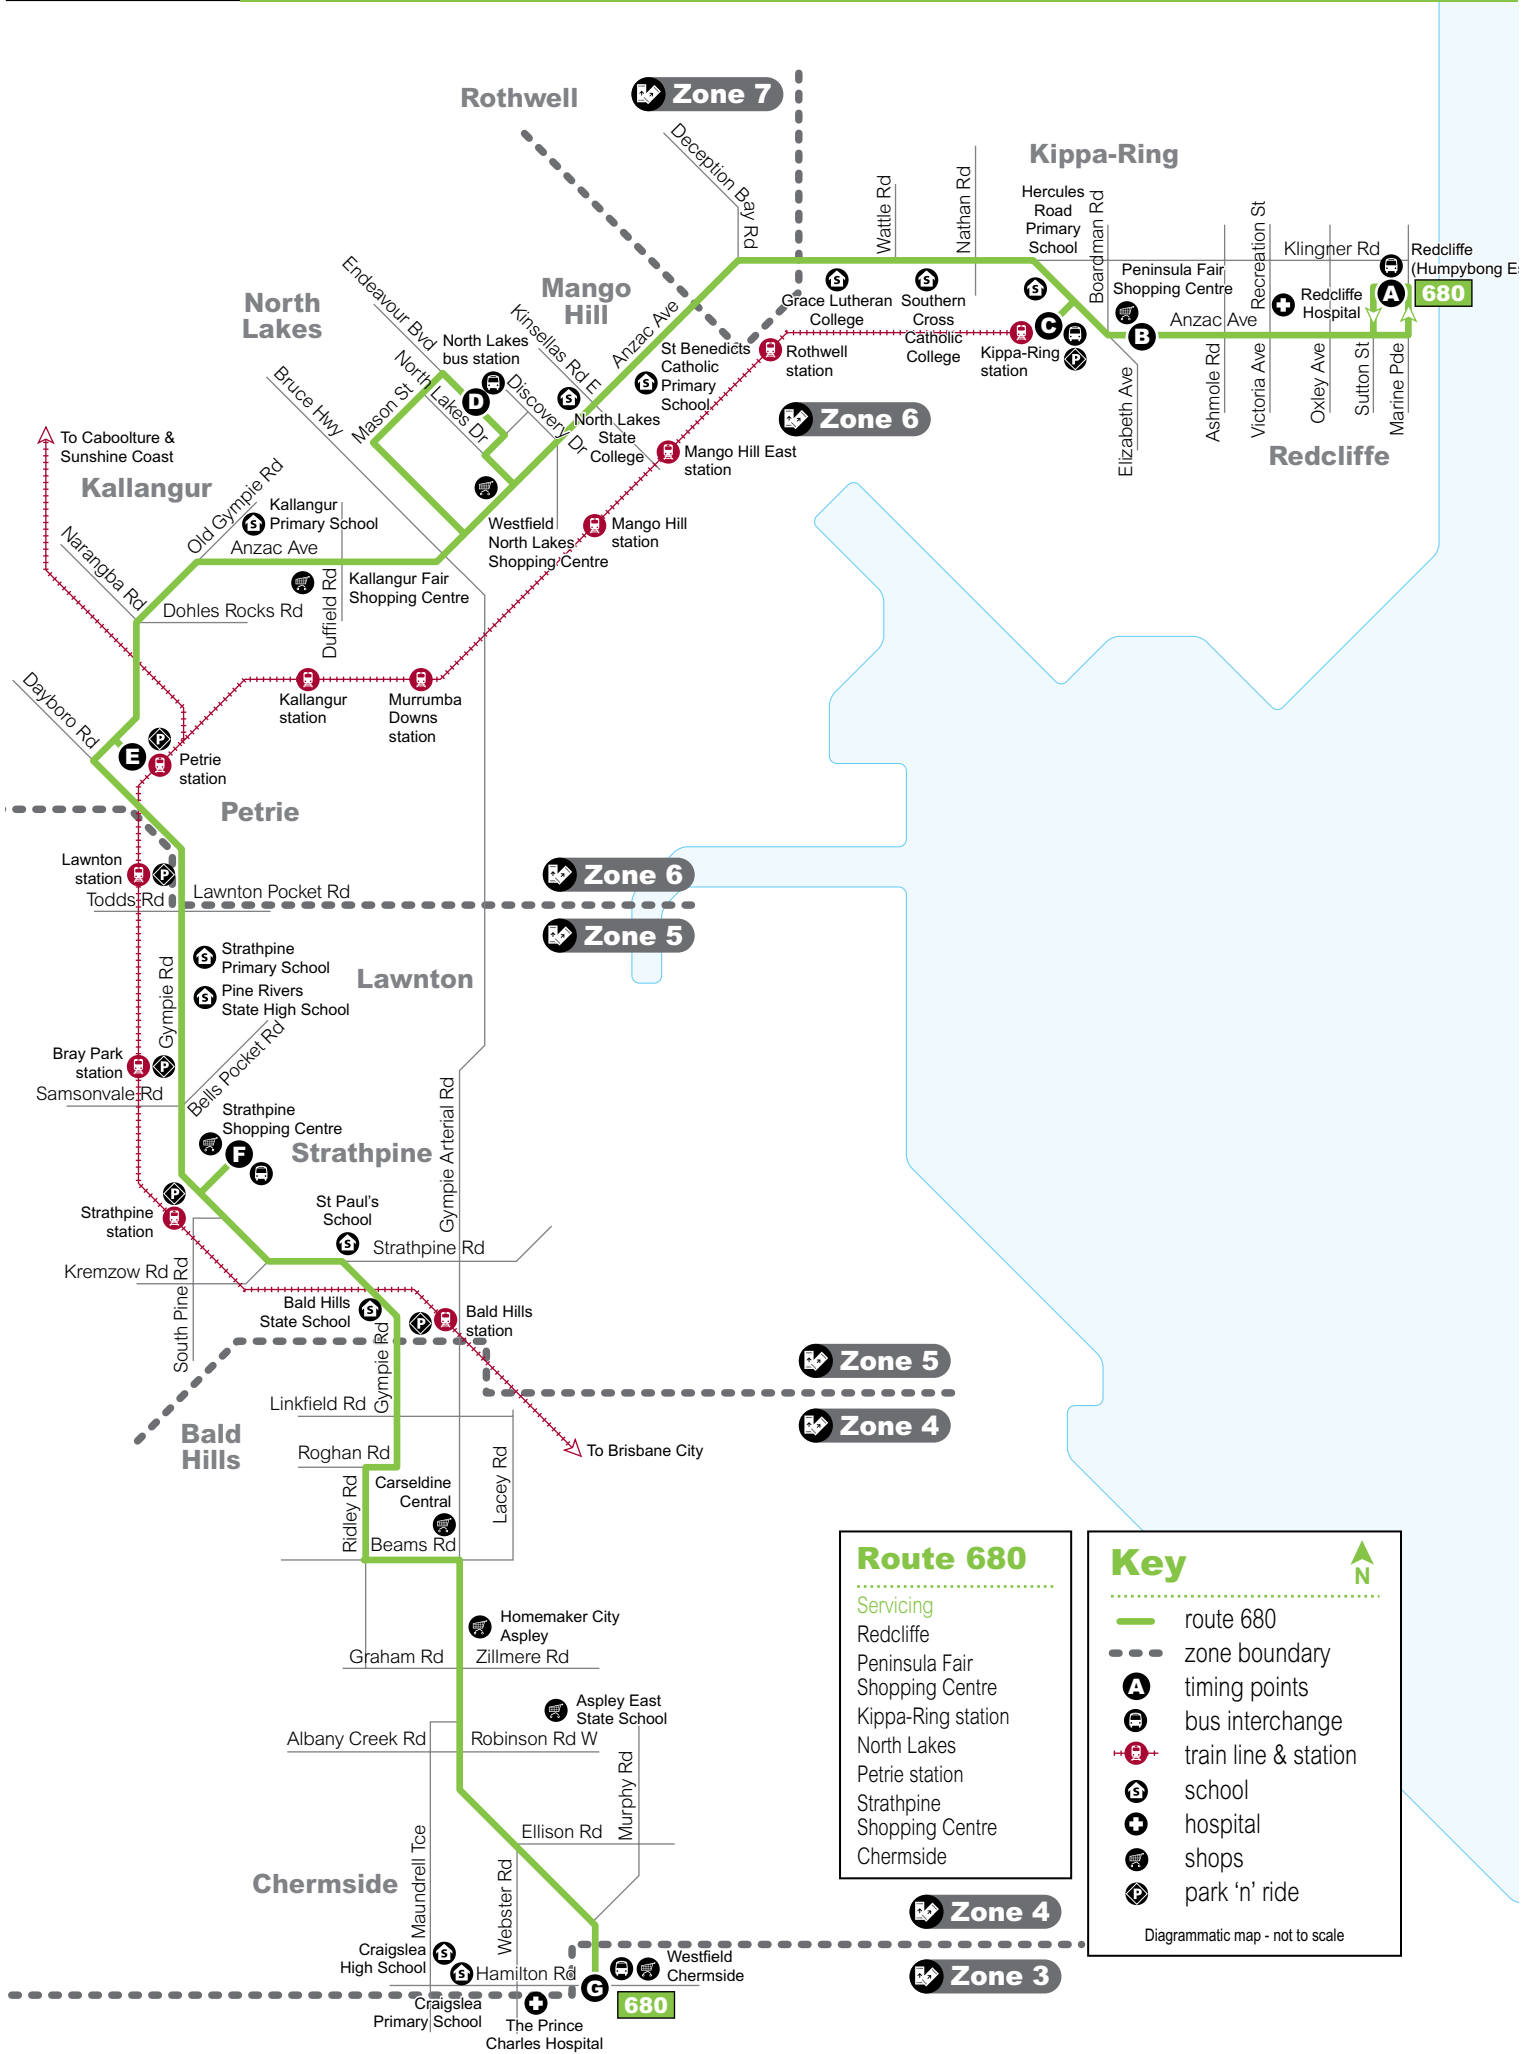 Rothwell
Zone 7
Deception Bay Rd
Kippa-Ring
Wattle Rd
Nathan Rd
Hercules
Road
Primary
School
Boardman Rd
Recreation St
Klingner Rd
Redcliffe
(Humpybong Es
A
680
Peninsula Fair
Shopping Centre
Redcliffe
Hospital
Anzac Ave
B
C
Kippa-Ring
station
Grace Lutheran
College
Southern
Cross
Catholic
College
Elizabeth Ave
Ashmole Rd
Victoria Ave
Oxley Ave
Sutton St
Marine Pde
Redcliffe
North
Lakes
Endeavour Bvd
Mango
Hill
Kinsellas Rd E
Anzac Ave
North Lakes
bus station
North Lakes Dr
D
Discovery Dr
Mason St
Bruce Hwy
St Benedicts
Catholic
Primary
School
Rothwell
station
Zone 6
North Lakes
State
College
Mango Hill East
station
Mango Hill
station
Westfield
North Lakes
Shopping Centre
To Caboolture &
Sunshine Coast
Kallangur
Old Gympie Rd
Kallangur
Primary School
Anzac Ave
Narangba Rd
Dohles Rocks Rd
Duffield Rd
Kallangur Fair
Shopping Centre
Kallangur
station
Murrumba
Downs
station
Dayboro Rd
E
P
Petrie
station
Petrie
Lawnton
station
P
Todds Rd
Lawnton Pocket Rd
Zone 6
Zone 5
Strathpine
Primary School
Pine Rivers
State High School
Lawnton
Gympie Rd
Bray Park
station
P
Samsonvale Rd
Bells Pocket Rd
Strathpine
Shopping Centre
F
Strathpine
Gympie Arterial Rd
P
Strathpine
station
St Paul's
School
Strathpine Rd
Kremzow Rd
South Pine Rd
Bald Hills
State School
P
Bald Hills
station
Gympie Rd
Zone 5
Zone 4
Linkfield Rd
Bald
Hills
Roghan Rd
To Brisbane City
Ridley Rd
Carseldine
Central
Lacey Rd
Beams Rd
Homemaker City
Aspley
Graham Rd
Zillmere Rd
Aspley East
State School
Albany Creek Rd
Robinson Rd W
Murphy Rd
Maundrell Tce
Ellison Rd
Webster Rd
Chermside
Craigslea
High School
Hamilton Rd
Craigslea
Primary School
The Prince
Charles Hospital
G
680
Westfield
Chermside
Zone 4
Zone 3
Route 680
Servicing
Redcliffe
Peninsula Fair
Shopping Centre
Kippa-Ring station
North Lakes
Petrie station
Strathpine
Shopping Centre
Chermside
Key
N
route 680
zone boundary
A
timing points
bus interchange
train line & station
S
school
hospital
shops
P
park 'n' ride
Diagrammatic map - not to scale